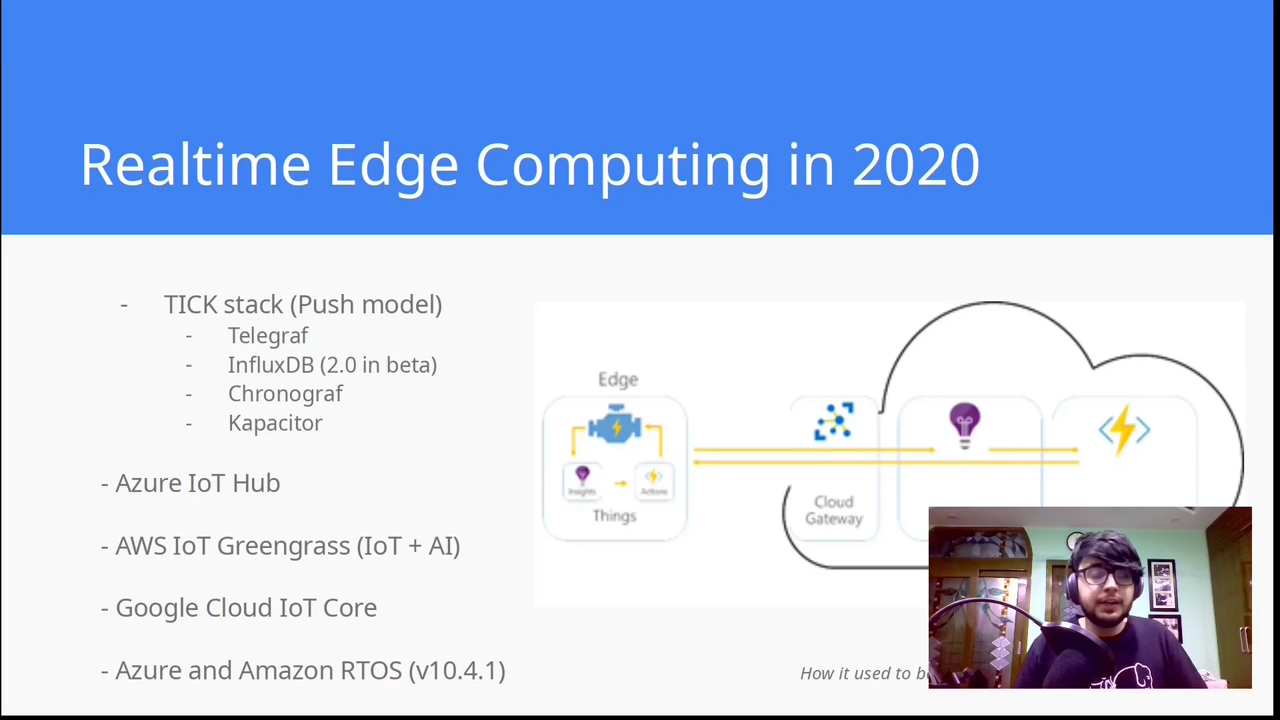 Realtime Edge Computing in 2020
- TICK stack (Push model)
- Telegraf
- InfluxDB (2.0 in beta)
- Chronograf
- Kapacitor
- Azure IoT Hub
- AWS IoT Greengrass (IoT + AI)
- Google Cloud IoT Core
- Azure and Amazon RTOS (v10.4.1)
Edge
Insights
Actions
Things
Cloud
Gateway
How it used to